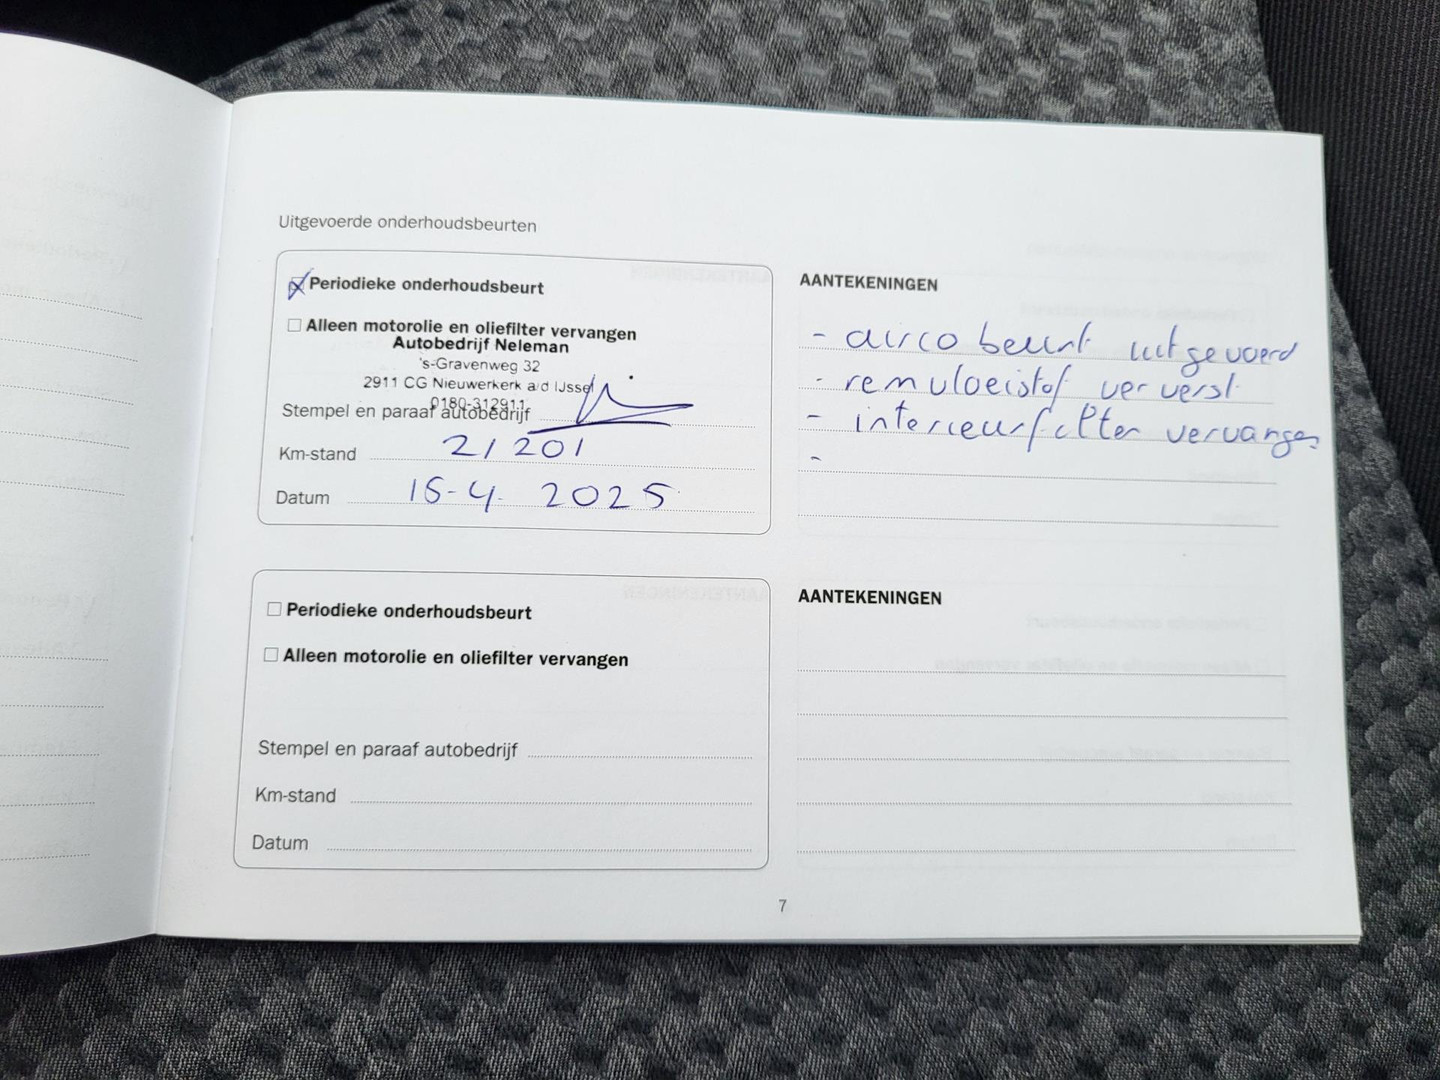 Uitgevoerde onderhoudsbeurten
Periodieke onderhoudsbeurt
Alleen motorolie en oliefilter vervangen
Autobedrijf Neleman
's-Gravenweg 32
2911 CG Nieuwerkerk a/d IJssel
0180-312911
Stempel en paraaf autobedrijf
Km-stand 21201
Datum 15-4-2025
AANTEKENINGEN
- airco beurt uitgevoerd
- remvloeistof ververst
- interieurfilter vervangen
-
Periodieke onderhoudsbeurt
Alleen motorolie en oliefilter vervangen
Stempel en paraaf autobedrijf
Km-stand
Datum
AANTEKENINGEN
7